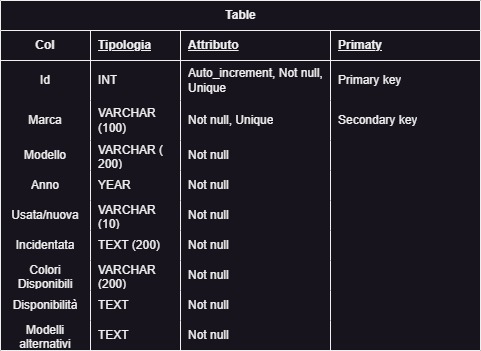 Table
Col Tipologia Attributo Primaty
Id INT Auto_increment, Not null, Unique Primary key
Marca VARCHAR (100) Not null, Unique Secondary key
Modello VARCHAR ( 200) Not null
Anno YEAR Not null
Usata/nuova VARCHAR (10) Not null
Incidentata TEXT (200) Not null
Colori Disponibili VARCHAR (200) Not null
Disponibilità TEXT Not null
Modelli alternativi TEXT Not null